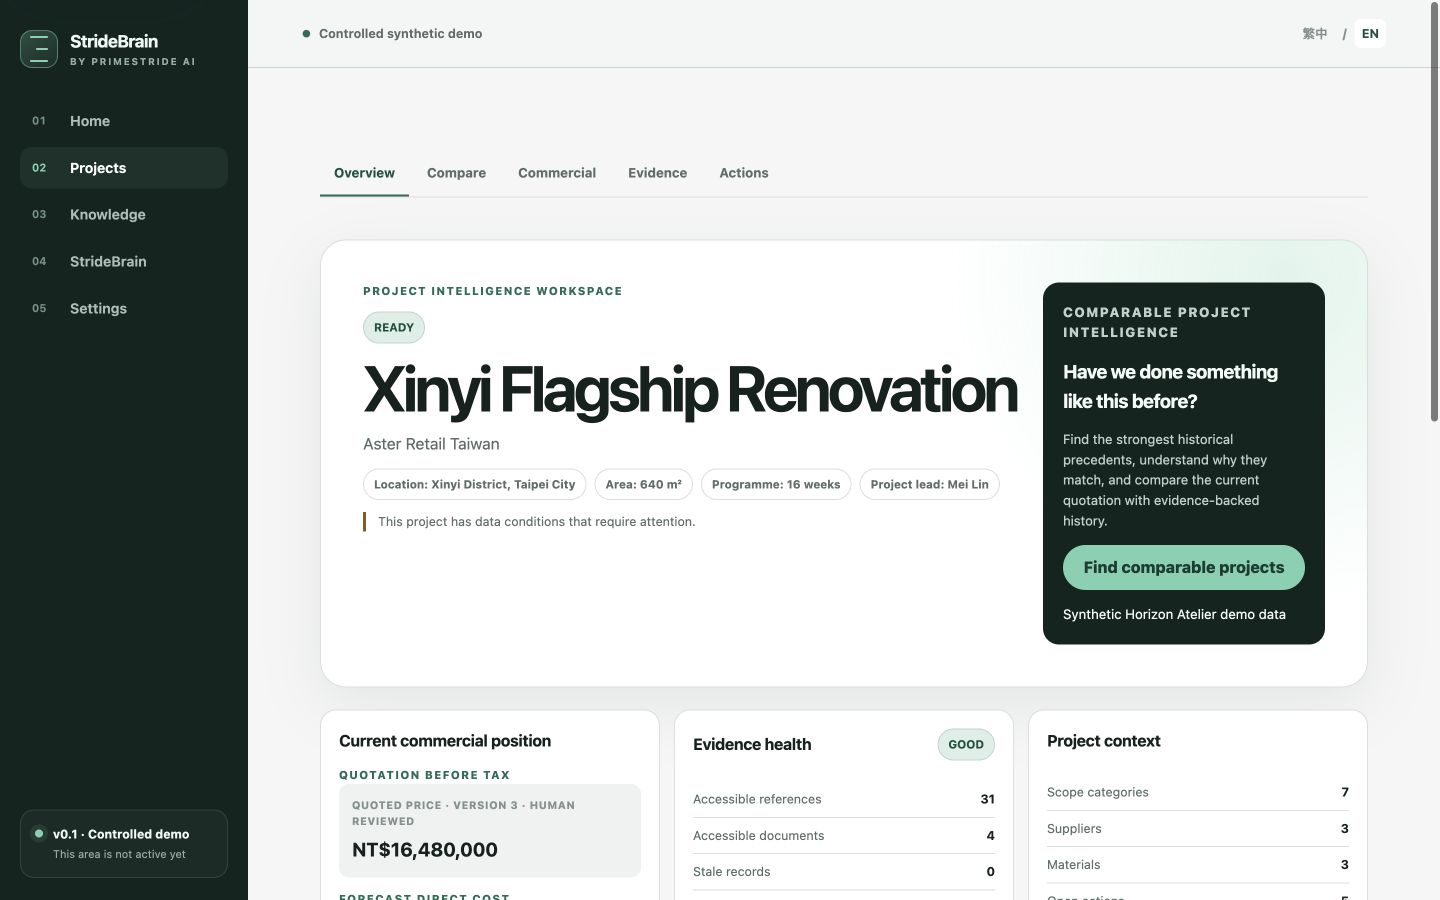 StrideBrain
BY PRIMESTRIDE AI
01 Home
02 Projects
03 Knowledge
04 StrideBrain
05 Settings
v0.1 · Controlled demo
This area is not active yet
Controlled synthetic demo
繁中 / EN
Overview Compare Commercial Evidence Actions
PROJECT INTELLIGENCE WORKSPACE
READY
Xinyi Flagship Renovation
Aster Retail Taiwan
Location: Xinyi District, Taipei City Area: 640 m² Programme: 16 weeks Project lead: Mei Lin
This project has data conditions that require attention.
COMPARABLE PROJECT
INTELLIGENCE
Have we done something
like this before?
Find the strongest historical
precedents, understand why they
match, and compare the current
quotation with evidence-backed
history.
Find comparable projects
Synthetic Horizon Atelier demo data
Current commercial position
QUOTATION BEFORE TAX
QUOTED PRICE · VERSION 3 · HUMAN
REVIEWED
NT$16,480,000
FORECAST DIRECT COST
Evidence health GOOD
Accessible references 31
Accessible documents 4
Stale records 0
Project context
Scope categories 7
Suppliers 3
Materials 3
Open actions 5